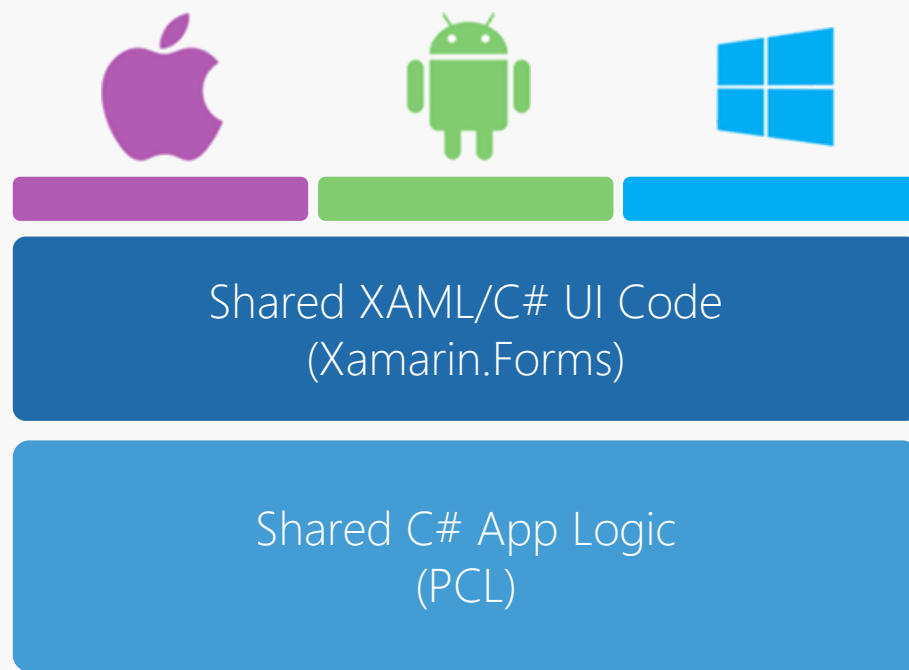 Shared XAML/C# UI Code
(Xamarin.Forms)
Shared C# App Logic
(PCL)